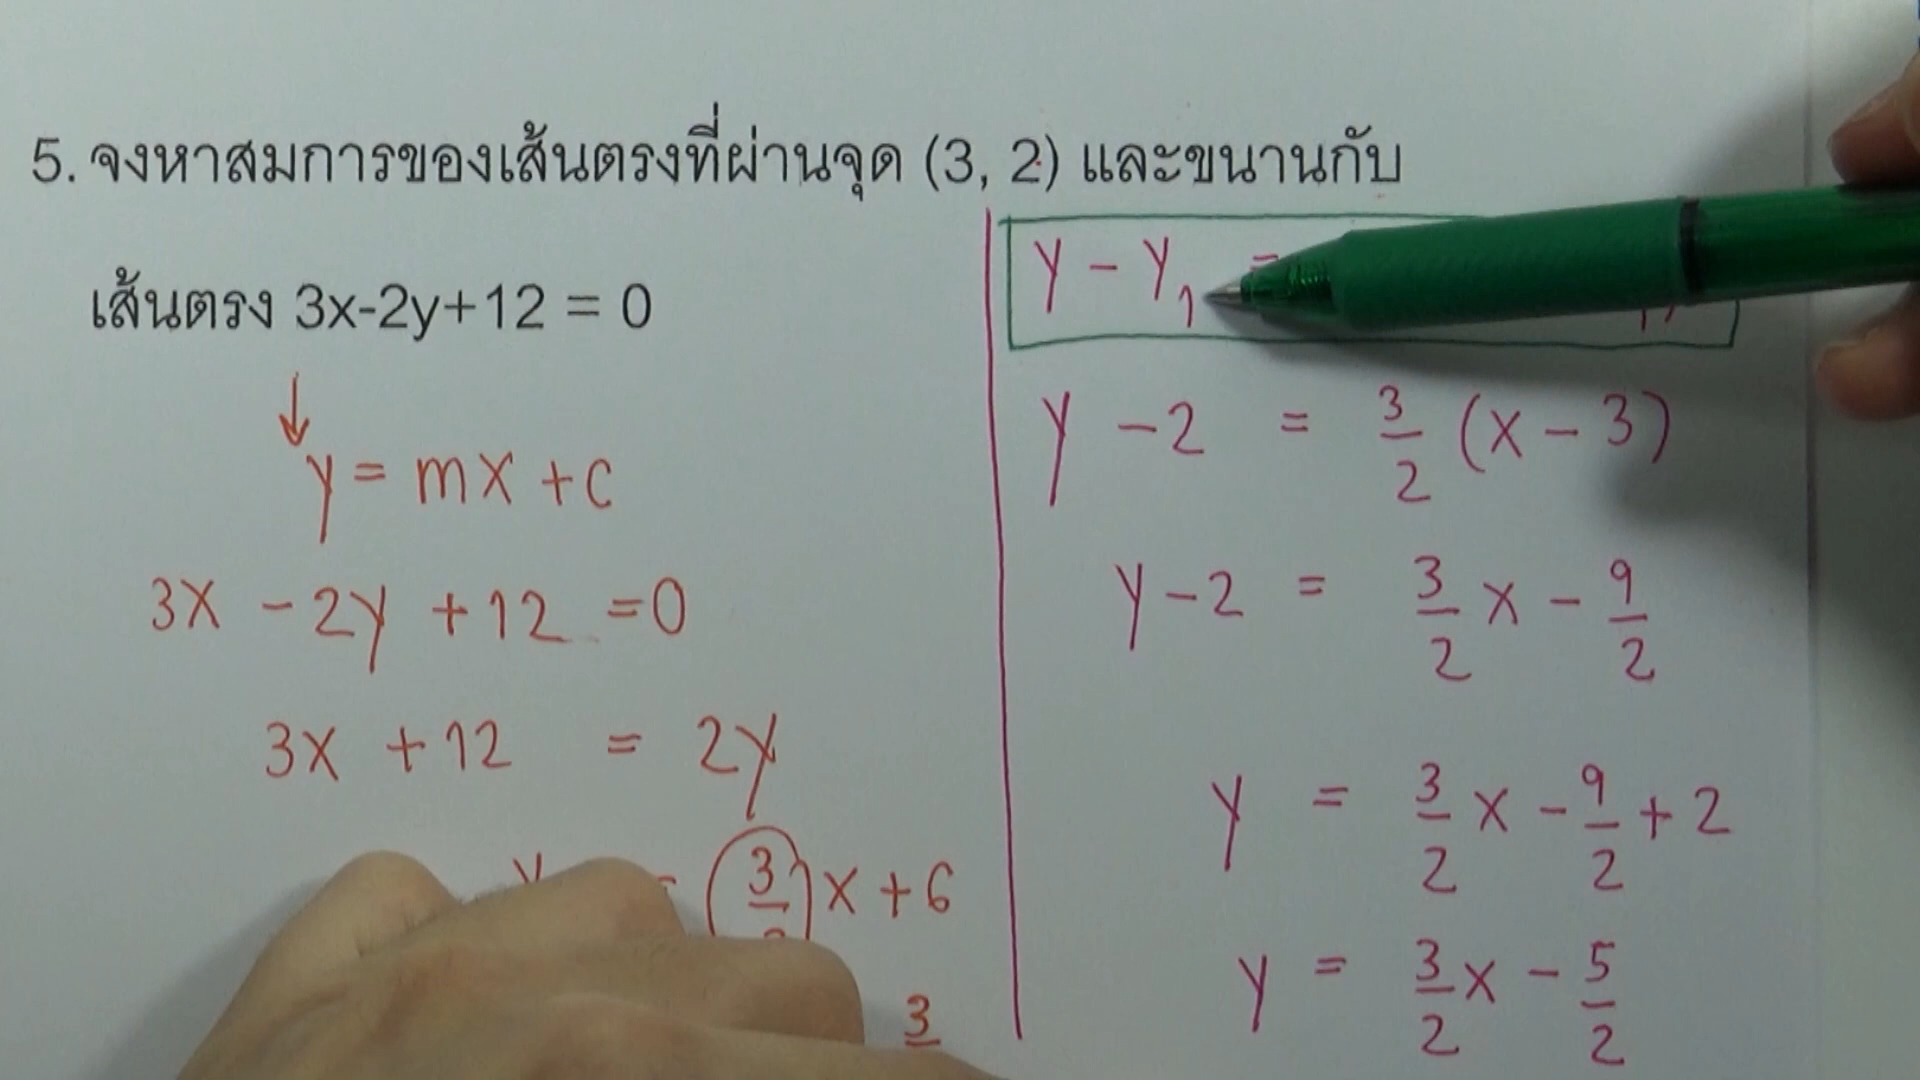 5. จงหาสมการของเส้นตรงที่ผ่านจุด (3, 2) และขนานกับ
เส้นตรง 3x-2y+12 = 0
y = mx + c
3x - 2y + 12 = 0
3x + 12 = 2y
y = 3/2 x + 6
3
y - y₁ =
y - 2 = 3/2 (x - 3)
y - 2 = 3/2 x - 9/2
y = 3/2 x - 9/2 + 2
y = 3/2 x - 5/2